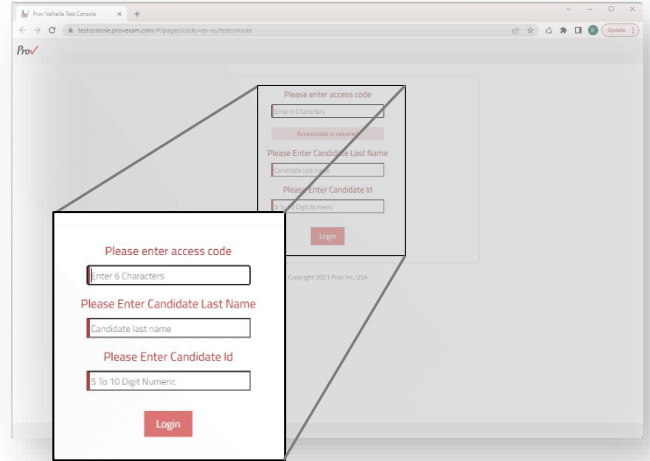 Prov Valhalla Test Console
testconsole.provexam.com/#/pages?code=en-us/testconsole
Update
Prov
Please enter access code
Enter 6 Characters
Accesscode is required
Please Enter Candidate Last Name
Candidate last name
Please Enter Candidate Id
5 To 10 Digit Numeric
Login
Copyright 2021 Prov Inc, USA
Please enter access code
Enter 6 Characters
Please Enter Candidate Last Name
Candidate last name
Please Enter Candidate Id
5 To 10 Digit Numeric
Login